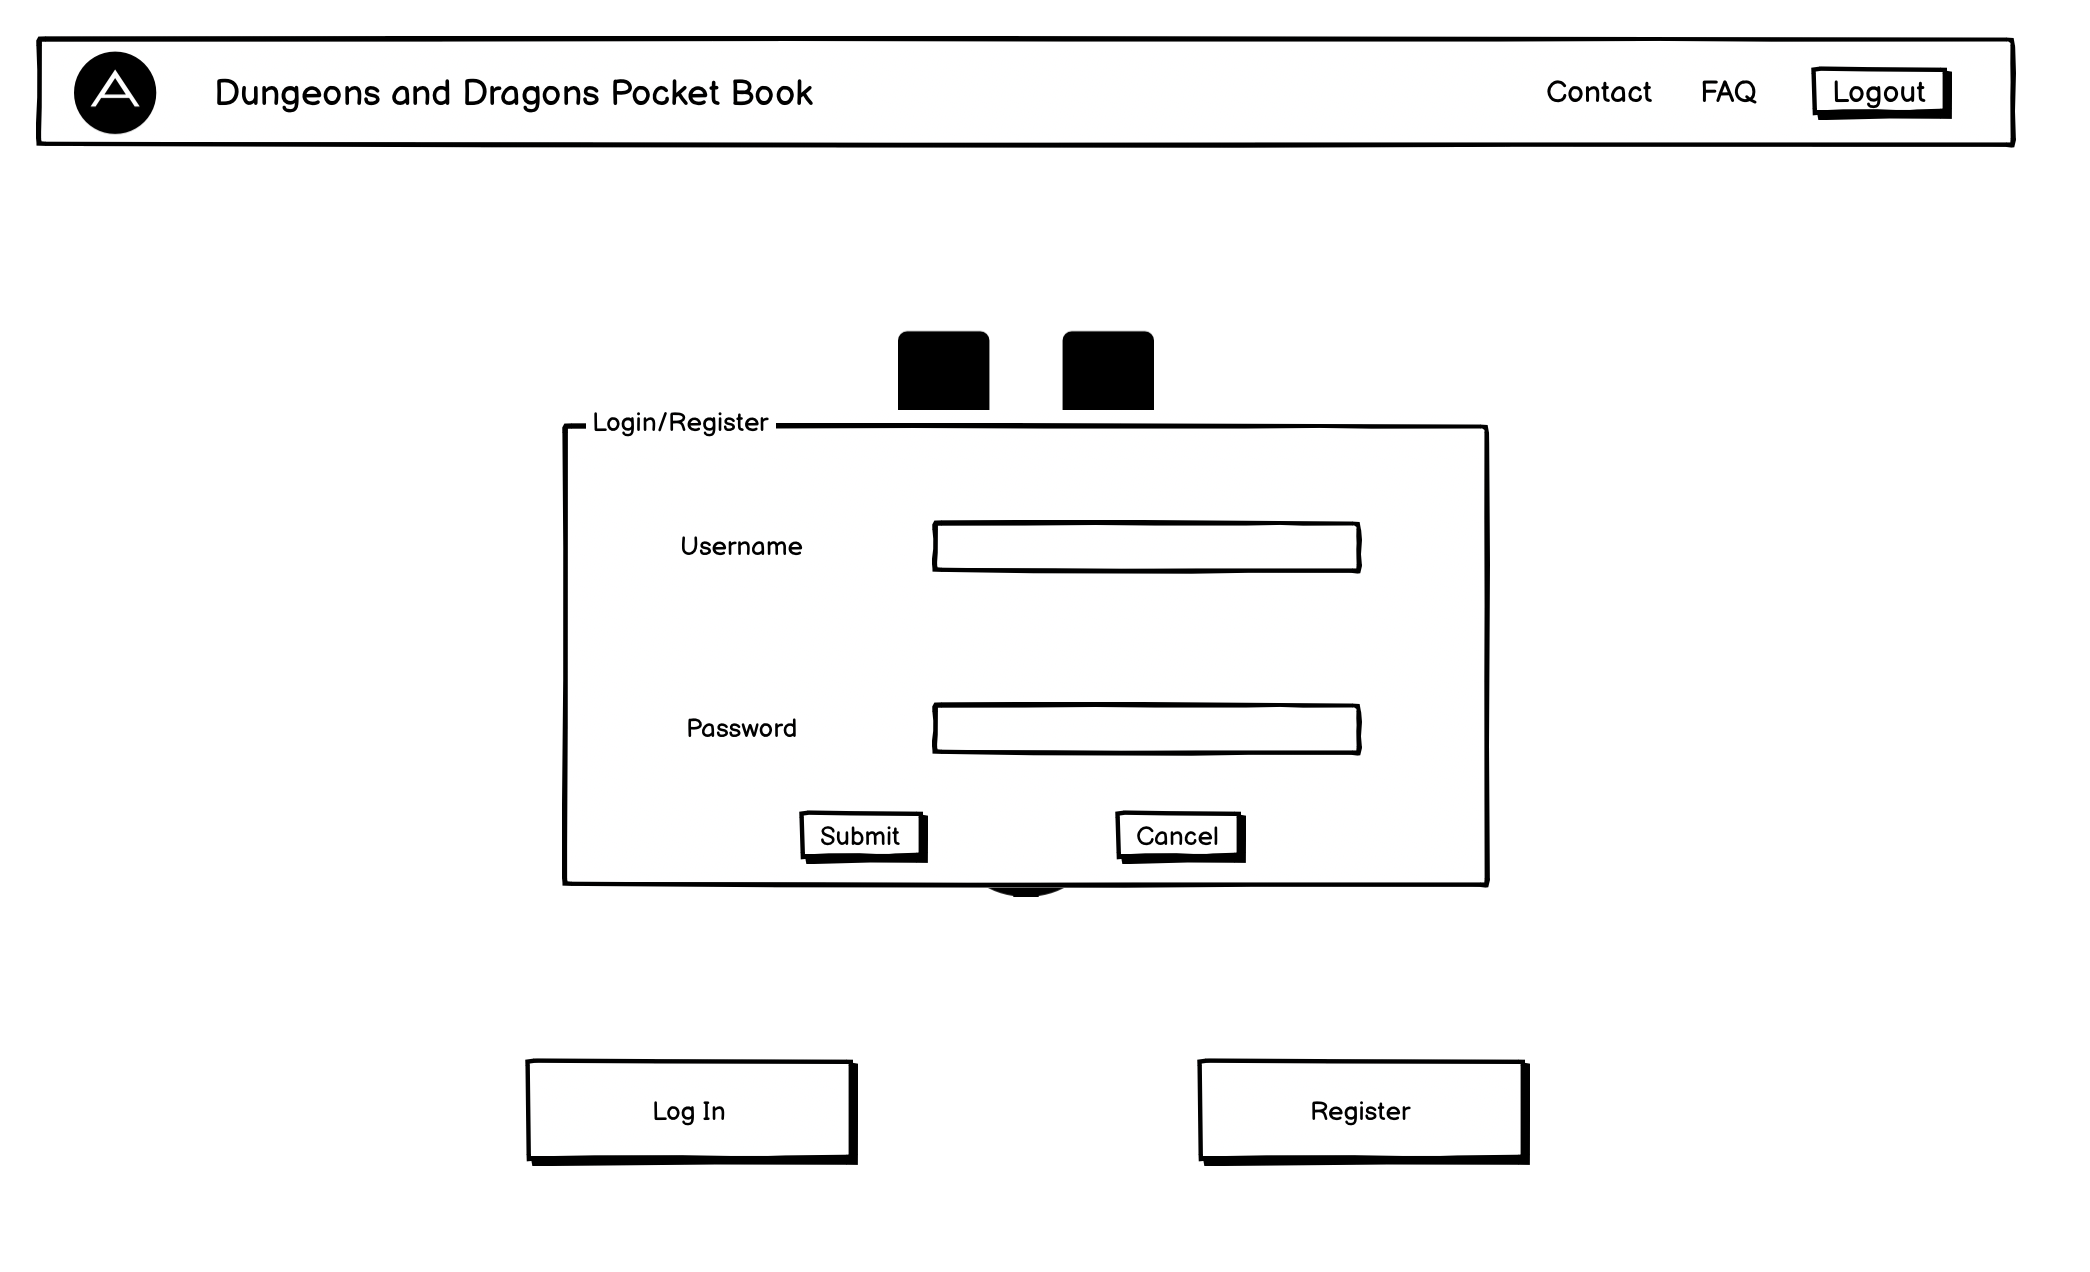 A
Dungeons and Dragons Pocket Book
Contact
FAQ
Logout
Login/Register
Username
Password
Submit
Cancel
Log In
Register